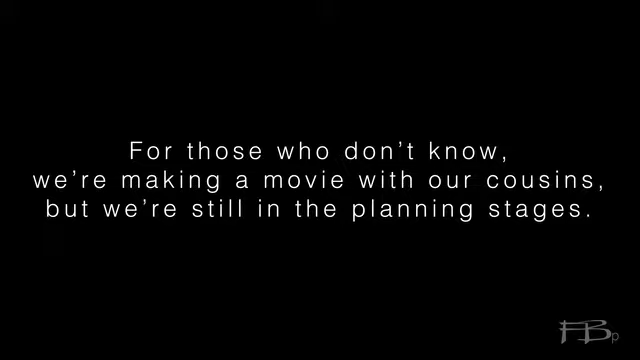 For those who don't know,
we're making a movie with our cousins,
but we're still in the planning stages.
FBp